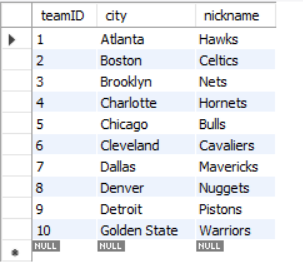 teamID city nickname
1 Atlanta Hawks
2 Boston Celtics
3 Brooklyn Nets
4 Charlotte Hornets
5 Chicago Bulls
6 Cleveland Cavaliers
7 Dallas Mavericks
8 Denver Nuggets
9 Detroit Pistons
10 Golden State Warriors
NULL NULL NULL